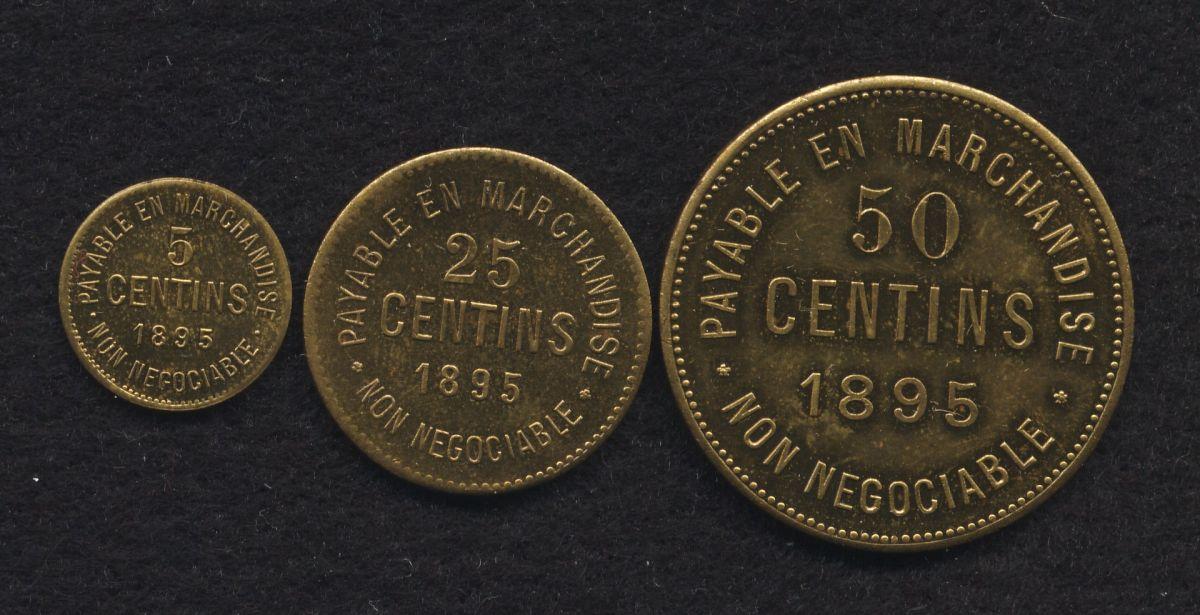 PAYABLE EN MARCHANDISE
5
CENTINS
1895
NON NEGOCIABLE
PAYABLE EN MARCHANDISE
25
CENTINS
1895
NON NEGOCIABLE
PAYABLE EN MARCHANDISE
50
CENTINS
1895
NON NEGOCIABLE